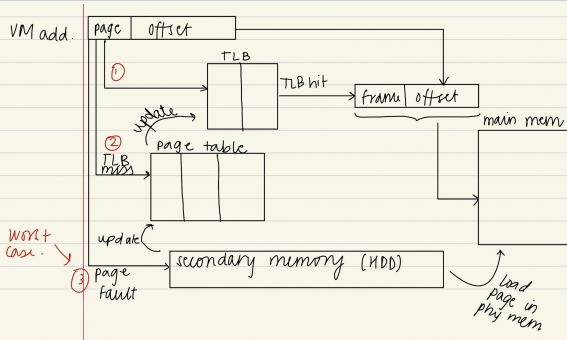 VM add.
page offset
TLB
①
TLB hit
frame offset
update
main mem
②
TLB
miss
page table
worst
case.
update
secondary memory (HDD)
③ page
fault
load
page in
phy mem